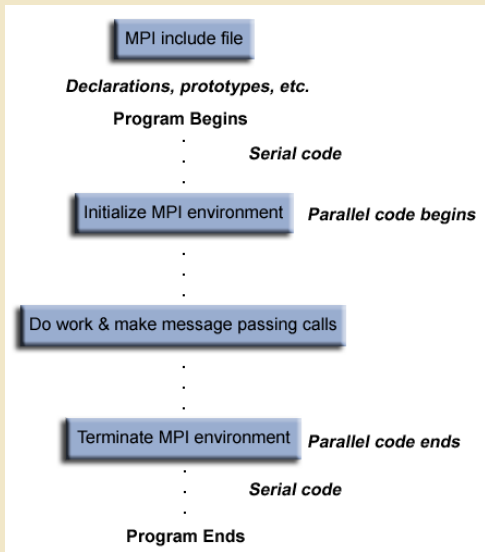 MPI include file
Declarations, prototypes, etc.
Program Begins
Serial code
Initialize MPI environment
Parallel code begins
Do work & make message passing calls
Terminate MPI environment
Parallel code ends
Serial code
Program Ends